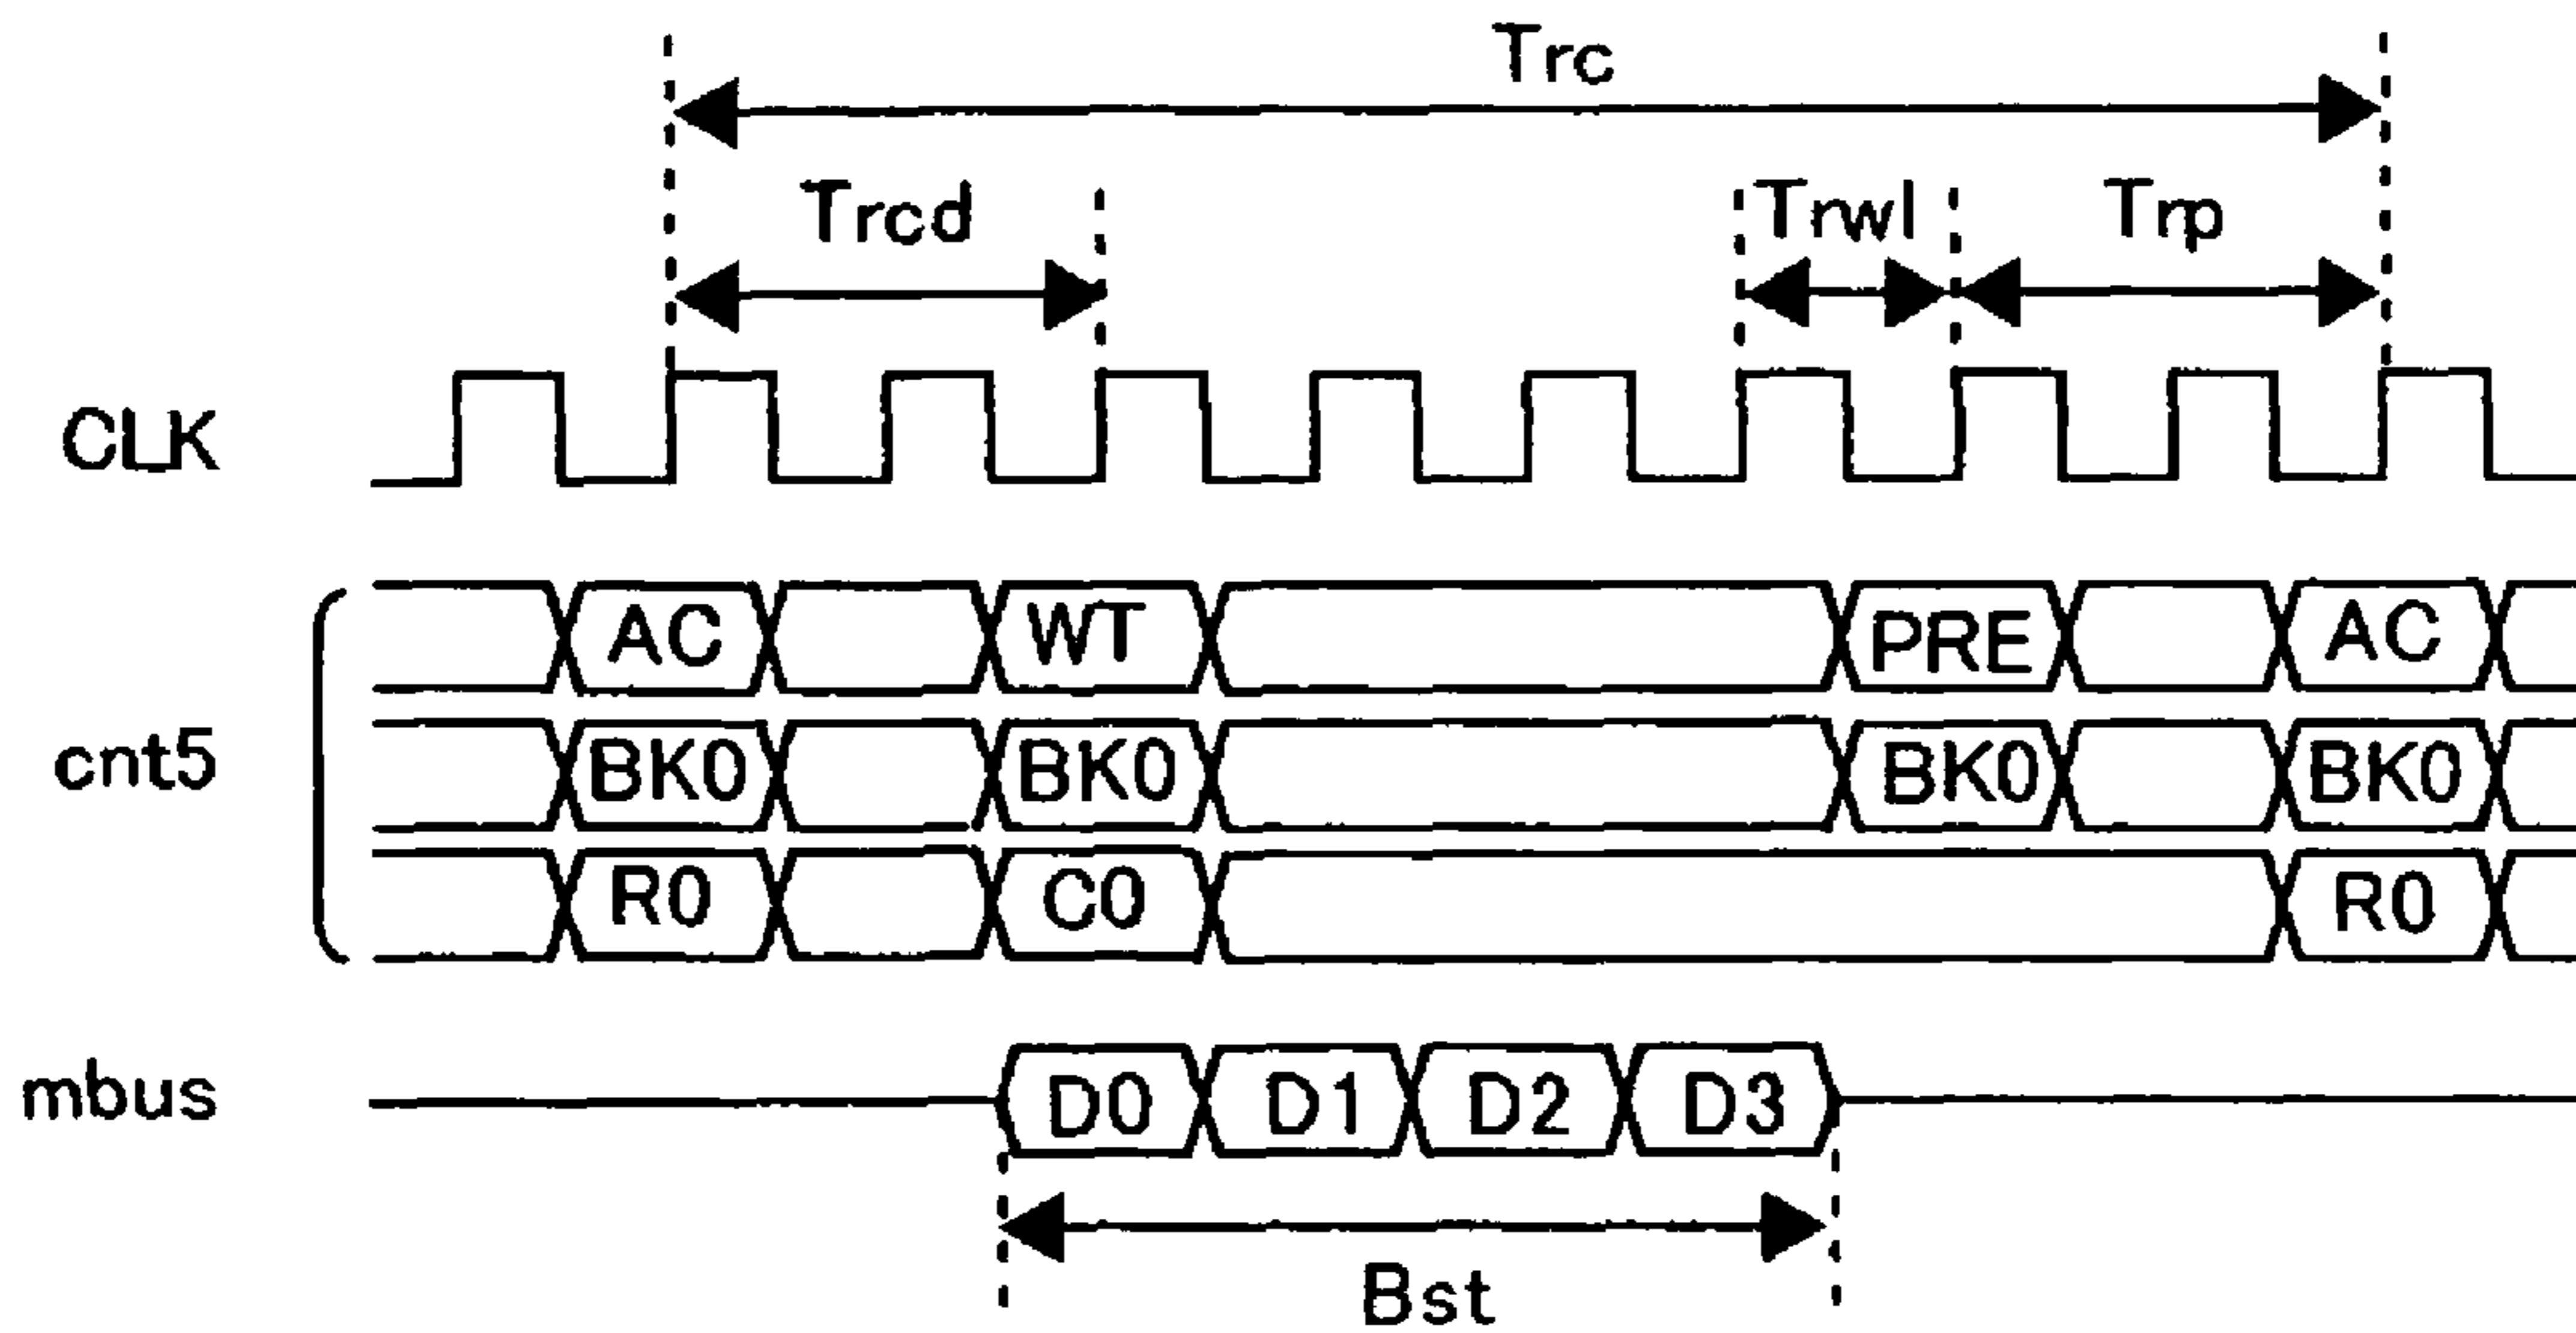 Trc
Trcd Trwl Trp
CLK
AC WT PRE AC
cnt5 BK0 BK0 BK0 BK0
R0 C0 R0
mbus D0 D1 D2 D3
Bst